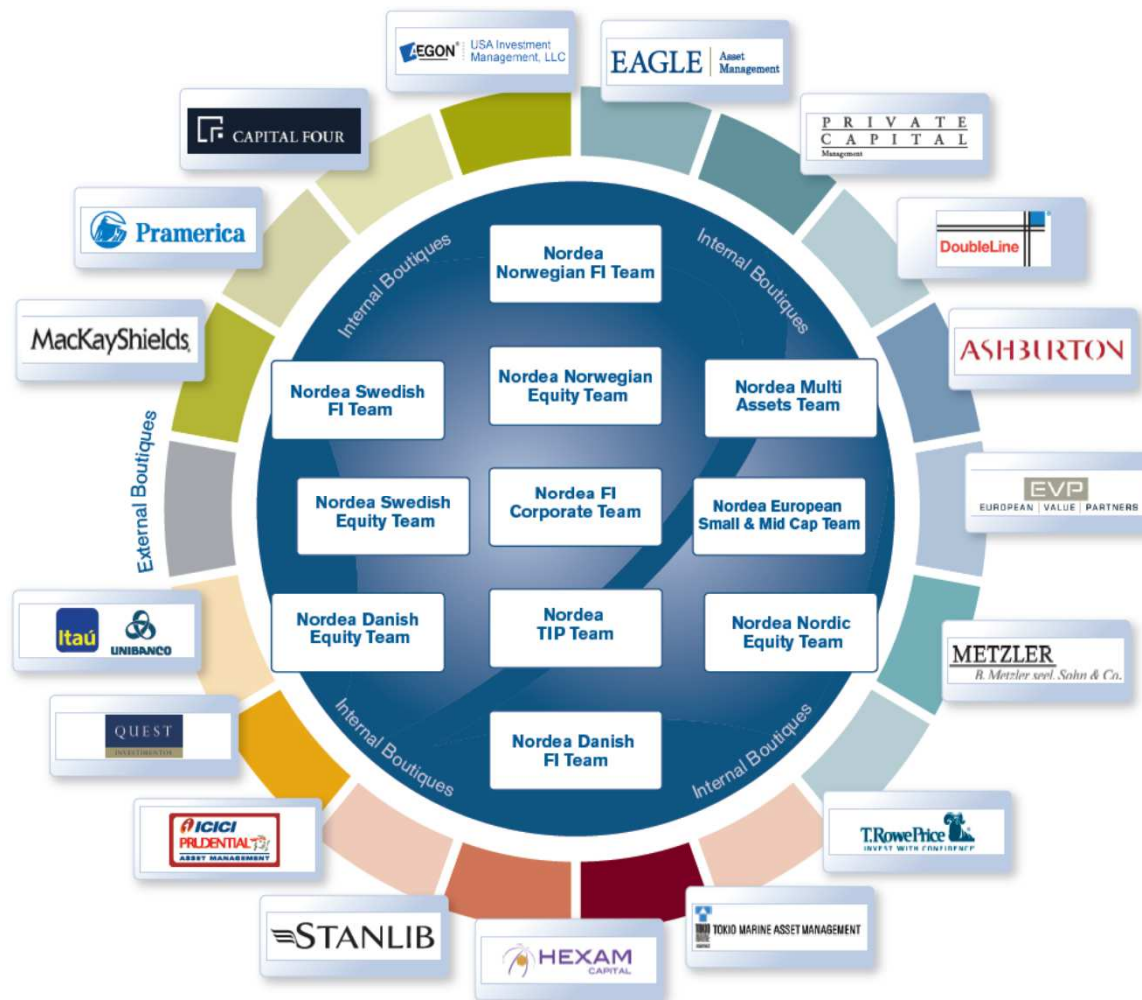 AEGON®
USA Investment
Management, LLC
EAGLE
Asset
Management
CAPITAL FOUR
PRIVATE
CAPITAL
Management
Pramerica
DoubleLine®
MacKayShields
ASHBURTON
External Boutiques
Internal Boutiques
Internal Boutiques
Nordea
Norwegian FI Team
Nordea Swedish
FI Team
Nordea Norwegian
Equity Team
Nordea Multi
Assets Team
Nordea Swedish
Equity Team
Nordea FI
Corporate Team
Nordea European
Small & Mid Cap Team
Nordea Danish
Equity Team
Nordea
TIP Team
Nordea Nordic
Equity Team
Nordea Danish
FI Team
Internal Boutiques
Internal Boutiques
EVP
EUROPEAN | VALUE | PARTNERS
Itaú
UNIBANCO
METZLER
B. Metzler seel. Sohn & Co.
QUEST
INVESTIMENTOS
ICICI
PRUDENTIAL
ASSET MANAGEMENT
T.RowePrice
INVEST WITH CONFIDENCE
STANLIB
HEXAM
CAPITAL
TOKIO MARINE ASSET MANAGEMENT